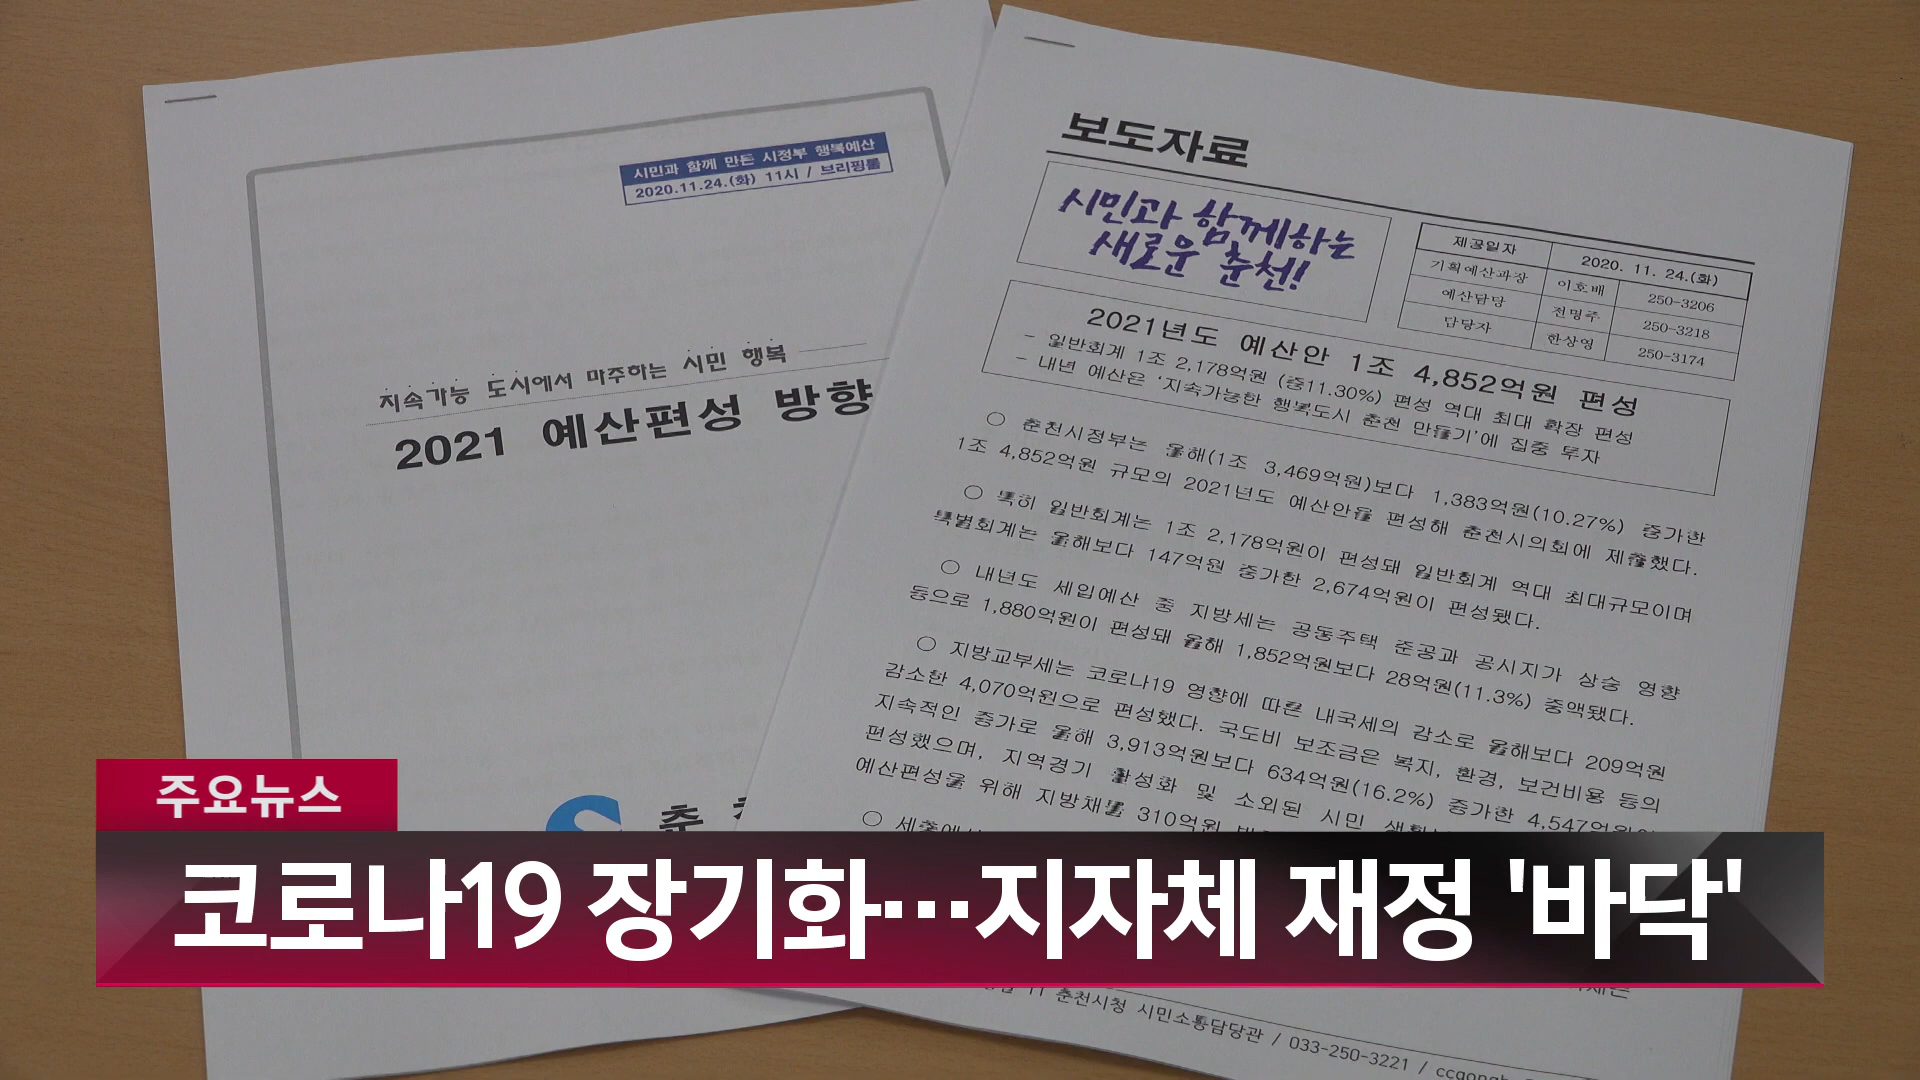 시민과 함께 만든 시정부 행복예산
2020.11.24.(화) 11시 / 브리핑룸
지속가능 도시에서 마주하는 시민 행복
2021 예산편성 방향
보도자료
시민과 함께하는
새로운 춘천!
제공일자 2020. 11. 24.(화)
기획예산과장 이호배 250-3206
예산담당 전명주 250-3218
담당자 한상영 250-3174
2021년도 예산안 1조 4,852억원 편성
- 일반회계 1조 2,178억원 (증11.30%) 편성 역대 최대 확장 편성
- 내년 예산은 '지속가능한 행복도시 춘천 만들기'에 집중 투자
○ 춘천시정부는 올해(1조 3,469억원)보다 1,383억원(10.27%) 증가한
1조 4,852억원 규모의 2021년도 예산안을 편성해 춘천시의회에 제출했다.
○ 특히 일반회계는 1조 2,178억원이 편성돼 일반회계 역대 최대규모이며
특별회계는 올해보다 147억원 증가한 2,674억원이 편성됐다.
○ 내년도 세입예산 중 지방세는 공동주택 준공과 공시지가 상승 영향
등으로 1,880억원이 편성돼 올해 1,852억원보다 28억원(11.3%) 증액됐다.
○ 지방교부세는 코로나19 영향에 따른 내국세의 감소로 올해보다 209억원
감소한 4,070억원으로 편성했다. 국도비 보조금은 복지, 환경, 보건비용 등의
지속적인 증가로 올해 3,913억원보다 634억원(16.2%) 증가한 4,547억원
편성했으며, 지역경기 활성화 및 소외된 시민
예산편성을 위해 지방채를 310억원
주요뉴스
코로나19 장기화…지자체 재정 '바닥'
11 춘천시청 시민소통담당관 / 033-250-3221 /